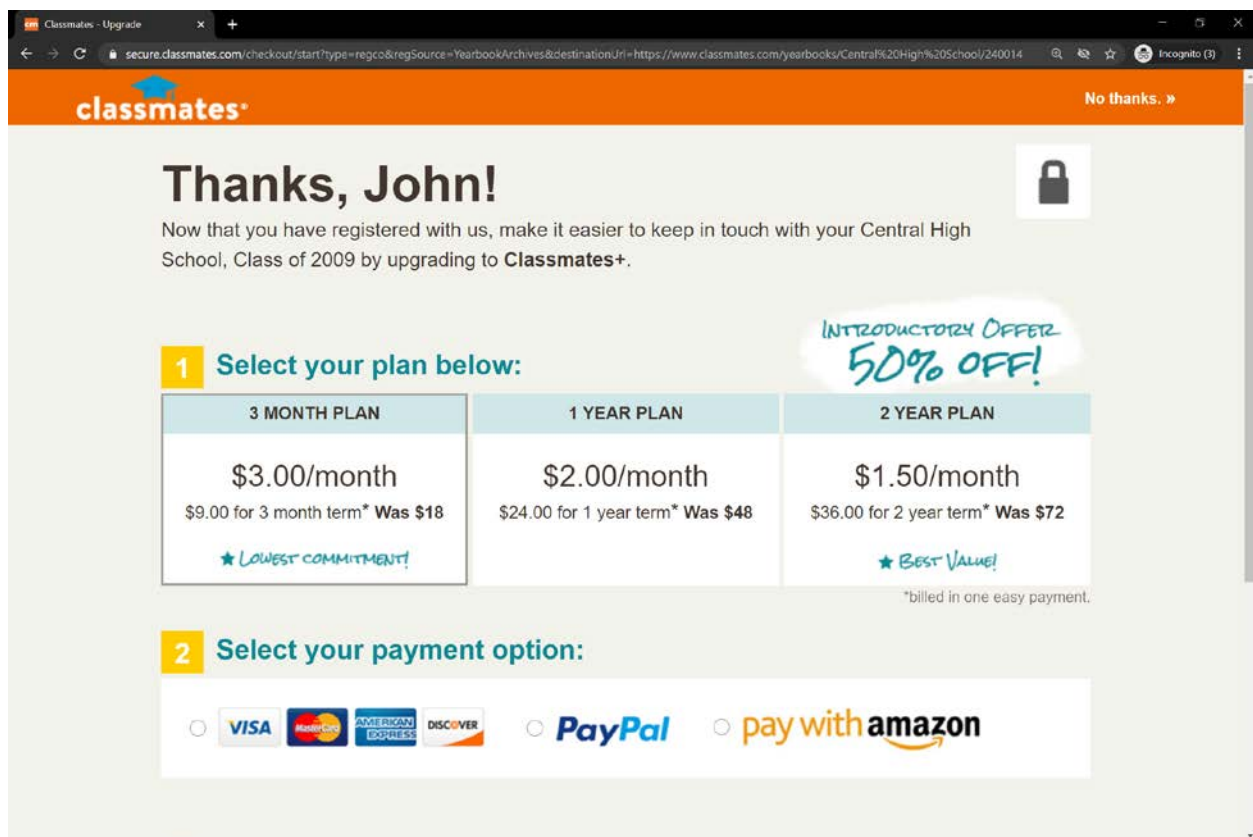 cm Classmates - Upgrade
secure.classmates.com/checkout/start?type=regco&regSource=YearbookArchives&destinationUrl=https://www.classmates.com/yearbooks/Central%20High%20School/240014 Incognito (3)
classmates
No thanks. »
Thanks, John!
Now that you have registered with us, make it easier to keep in touch with your Central High
School, Class of 2009 by upgrading to Classmates+.
INTRODUCTORY OFFER
50% OFF!
1 Select your plan below:
3 MONTH PLAN
$3.00/month
$9.00 for 3 month term* Was $18
★ LOWEST COMMITMENT!
1 YEAR PLAN
$2.00/month
$24.00 for 1 year term* Was $48
2 YEAR PLAN
$1.50/month
$36.00 for 2 year term* Was $72
★ BEST VALUE!
*billed in one easy payment.
2 Select your payment option:
VISA MasterCard AMERICAN EXPRESS DISCOVER PayPal pay with amazon